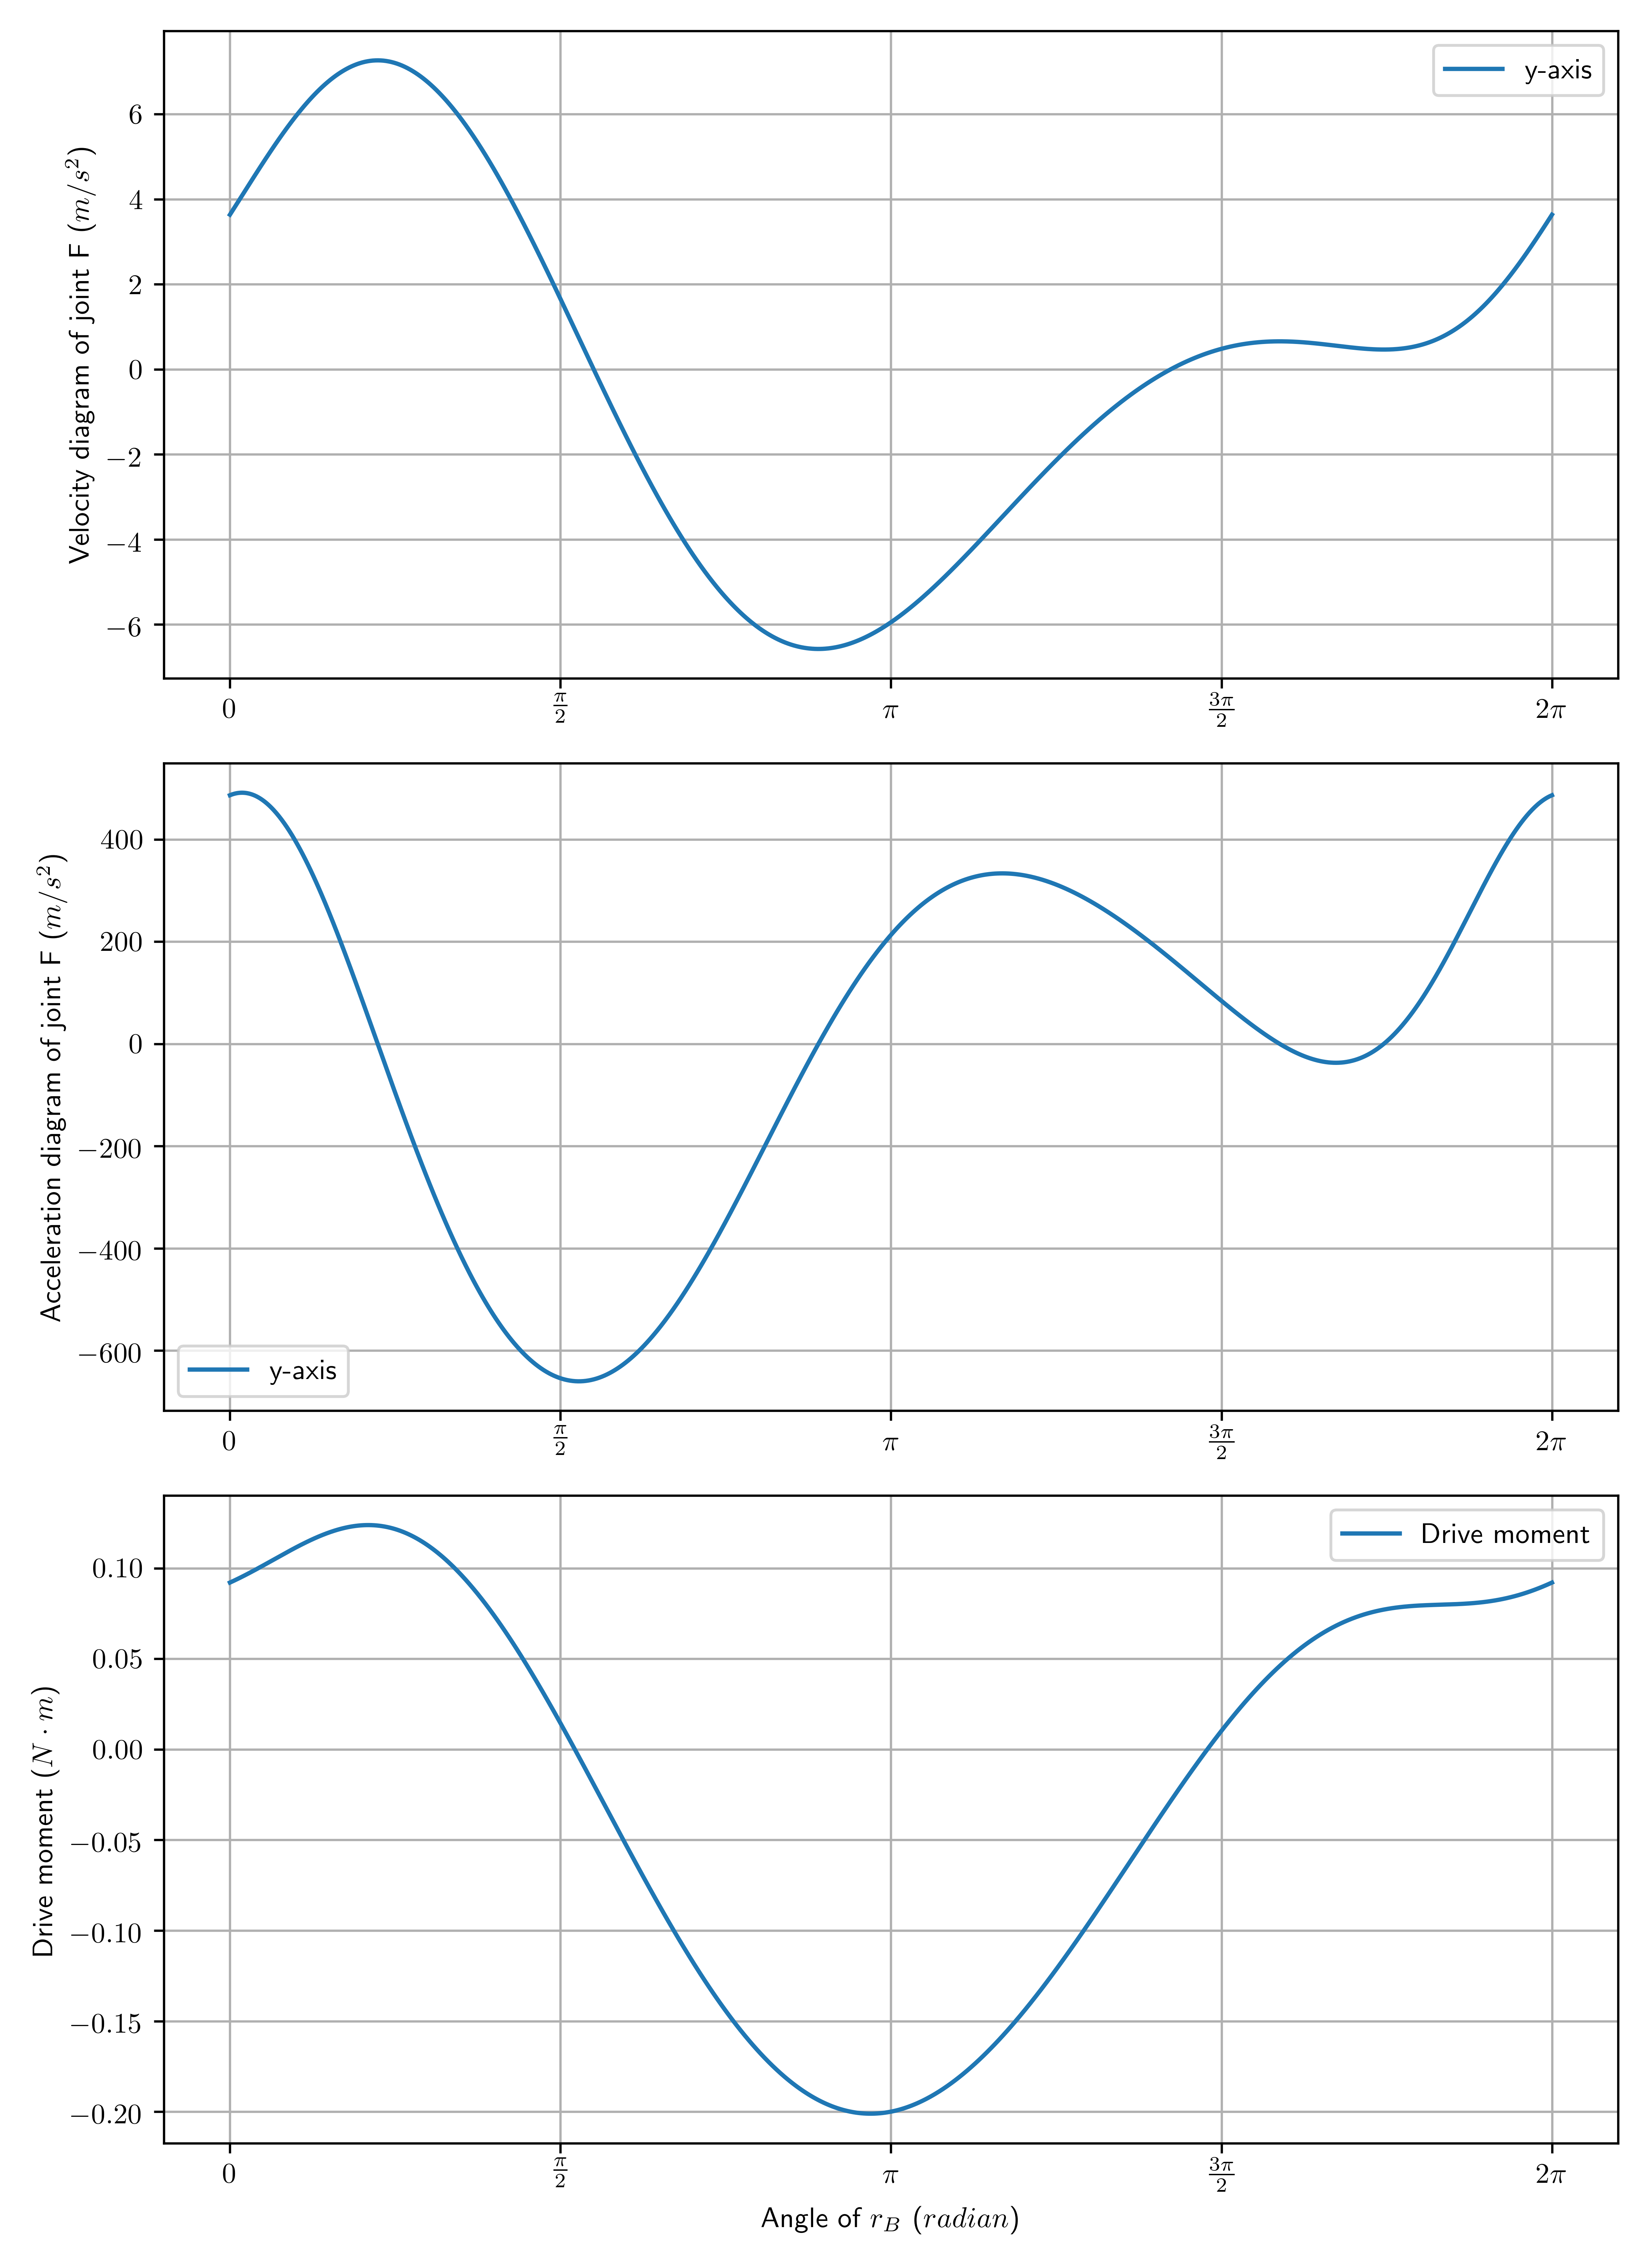 Velocity diagram of joint F (m/s²)
6
4
2
0
−2
−4
−6
y-axis
0 π/2 π 3π/2 2π
Acceleration diagram of joint F (m/s²)
400
200
0
−200
−400
−600
y-axis
0 π/2 π 3π/2 2π
Drive moment (N · m)
0.10
0.05
0.00
−0.05
−0.10
−0.15
−0.20
Drive moment
0 π/2 π 3π/2 2π
Angle of r_B (radian)